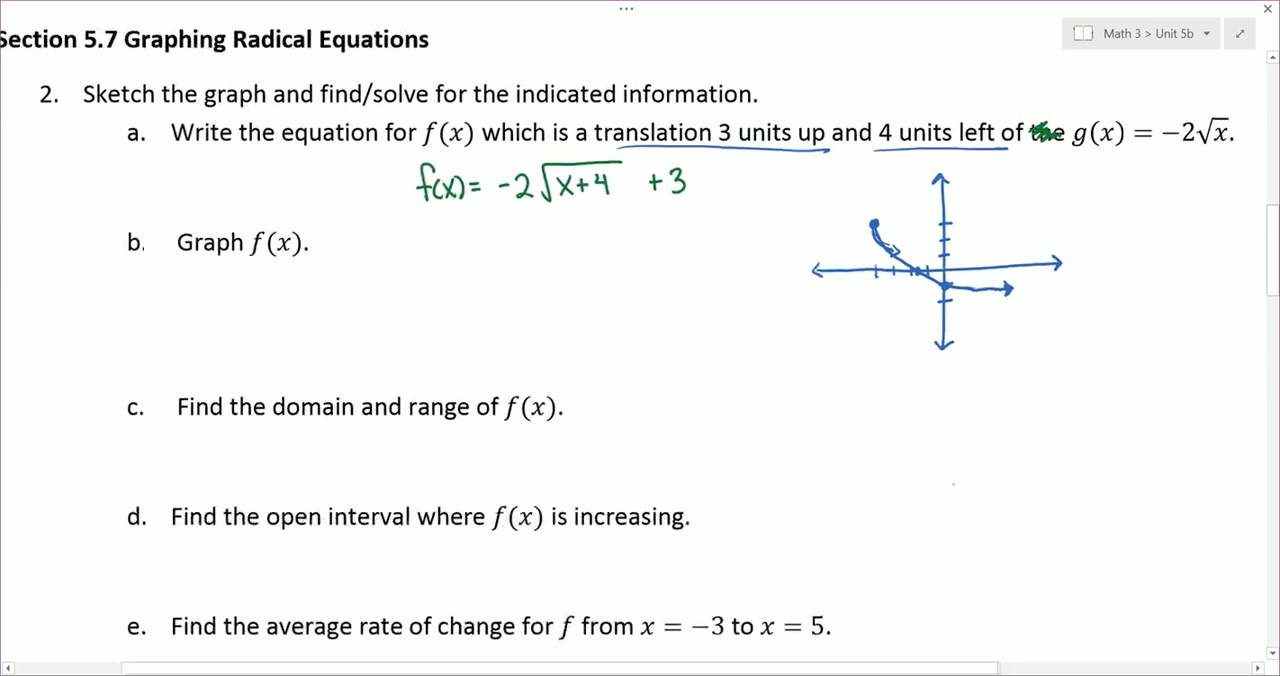 Section 5.7 Graphing Radical Equations
Math 3 > Unit 5b
2. Sketch the graph and find/solve for the indicated information.
a. Write the equation for f(x) which is a translation 3 units up and 4 units left of the g(x) = −2√x.
f(x) = -2√x+4 +3
b. Graph f(x).
c. Find the domain and range of f(x).
d. Find the open interval where f(x) is increasing.
e. Find the average rate of change for f from x = −3 to x = 5.